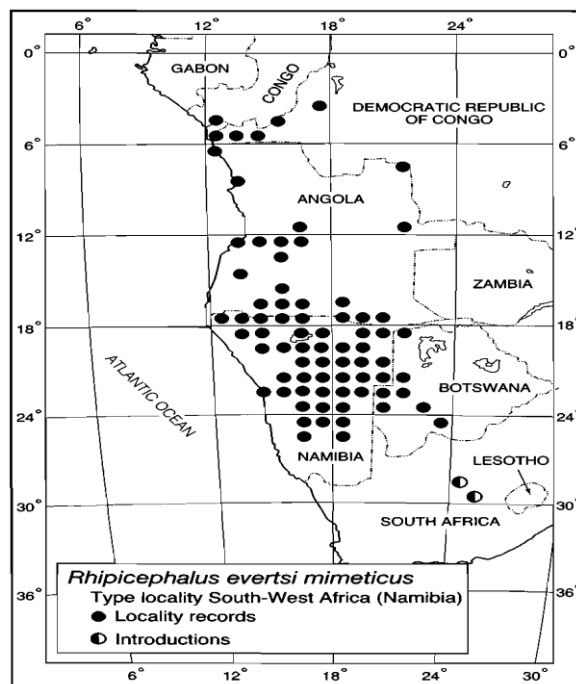 6° 12° 18° 24°
0°
GABON
CONGO
DEMOCRATIC REPUBLIC
OF CONGO
6°
ANGOLA
12°
ZAMBIA
18°
ATLANTIC OCEAN
BOTSWANA
24°
NAMIBIA
LESOTHO
30°
SOUTH AFRICA
36°
Rhipicephalus evertsi mimeticus
Type locality South-West Africa (Namibia)
Locality records
Introductions
6° 12° 18° 24° 30°
0°
6°
12°
18°
24°
30°
36°